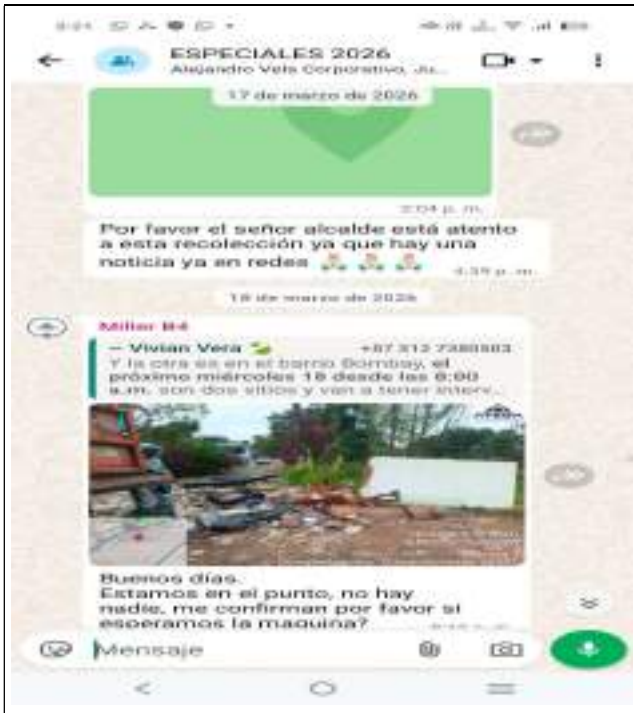 ESPECIALES 2026
Alejandro Vels Corporativo, Ju...
17 de marzo de 2026
2:04 p. m.
Por favor el señor alcalde está atento
a esta recolección ya que hay una
noticia ya en redes
4:39 p. m.
18 de marzo de 2026
Miller B4
~ Vivian Vera
Y la otra es en el barrio Bombay, el
próximo miércoles 18 desde las 8:00
a.m. son dos sitios y van a tener interv...
Buenos días.
Estamos en el punto, no hay
nadie, me confirman por favor si
esperamos la maquina?
Mensaje